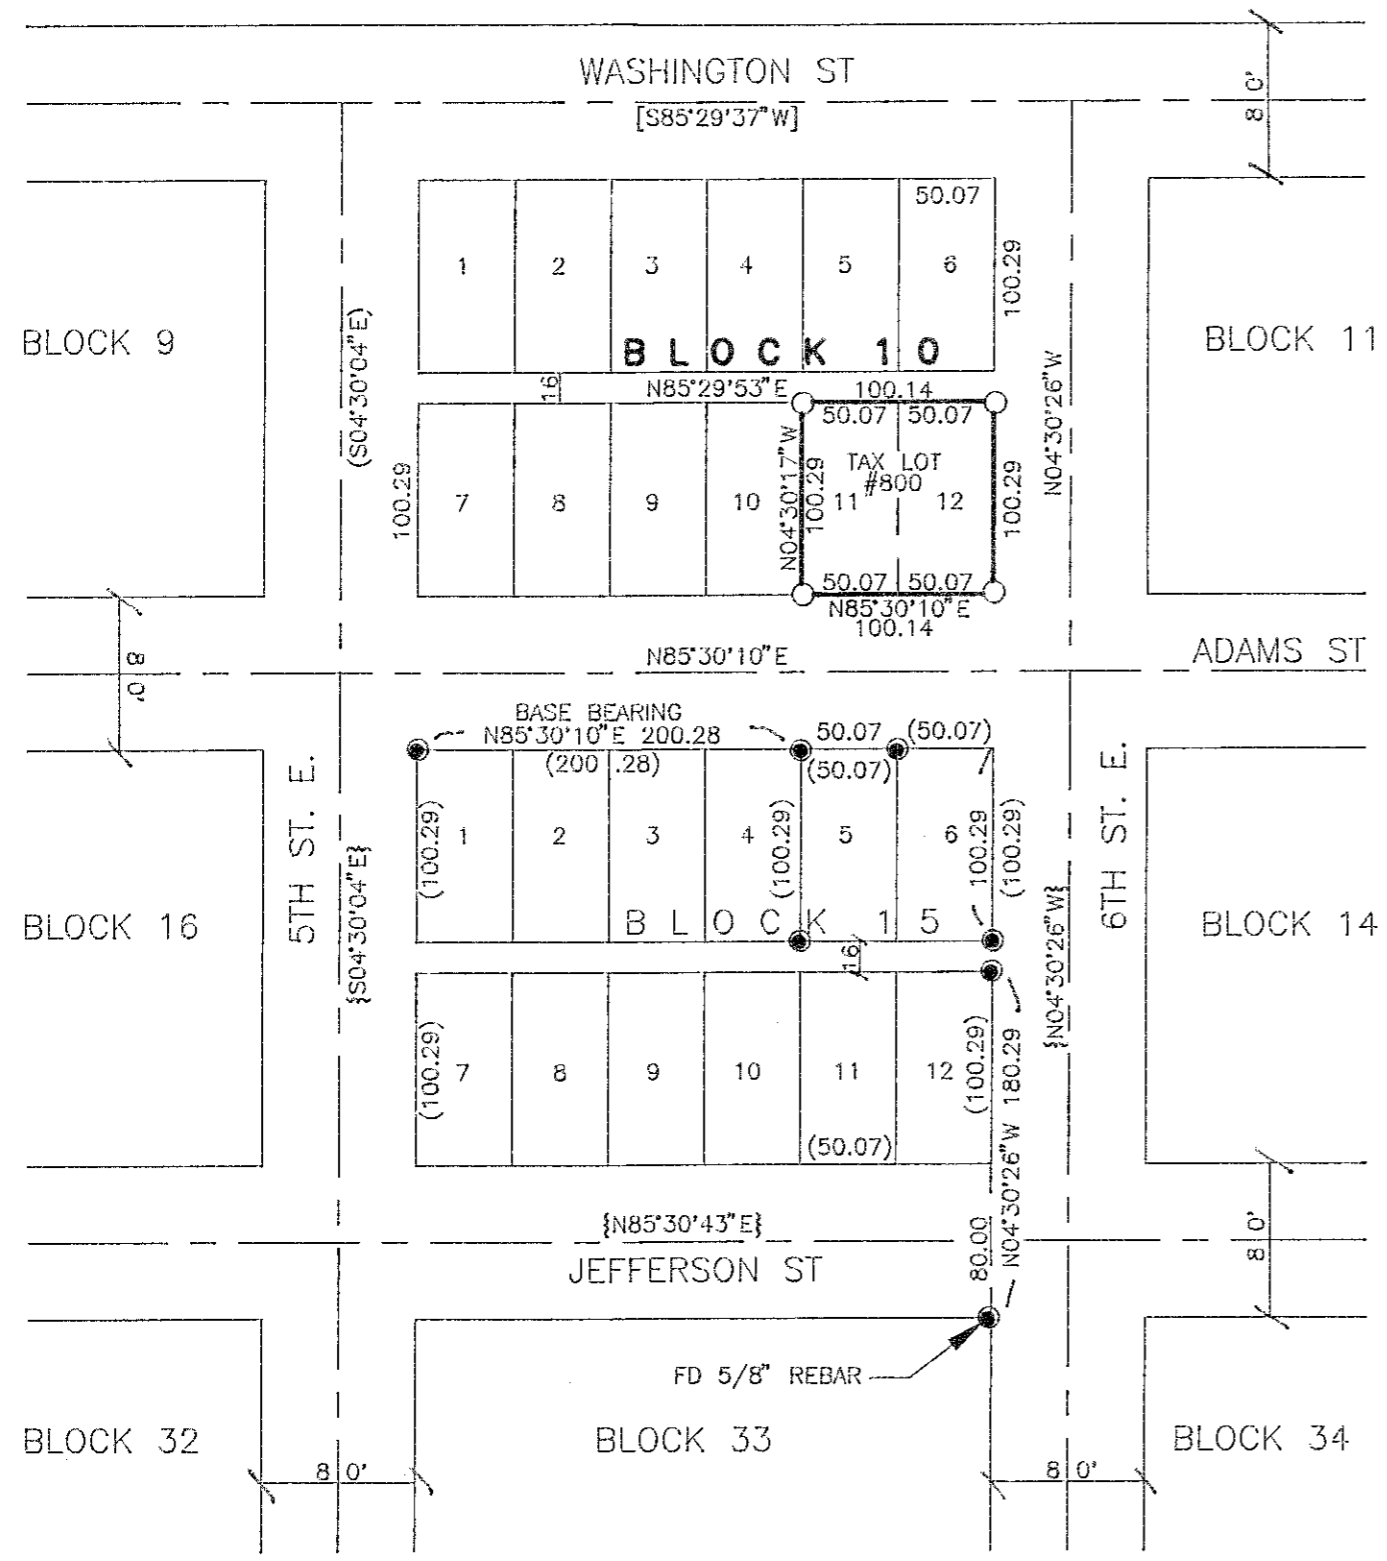 WASHINGTON ST
[S85°29'37"W]
8 0'
50.07
1 2 3 4 5 6
100.29
BLOCK 9
BLOCK 10
BLOCK 11
(S04°30'04"E)
N04°30'26"W
16
N85°29'53"E
100.14
50.07 50.07
N04°30'17"W
100.29
100.29
TAX LOT
#800
7 8 9 10 11 12
100.29
50.07 50.07
N85°30'10"E
100.14
8 0'
N85°30'10"E
ADAMS ST
BASE BEARING
N85°30'10"E 200.28
(200.28)
50.07
(50.07)
(50.07)
5TH ST. E.
6TH ST. E.
(100.29)
1 2 3 4 5 6
(100.29)
100.29
(100.29)
{S04°30'04"E}
{N04°30'26"W}
BLOCK 16
BLOCK 15
BLOCK 14
16
(100.29)
7 8 9 10 11 12
(100.29)
N04°30'26"W 180.29
(50.07)
{N85°30'43"E}
80.00
8 0'
JEFFERSON ST
FD 5/8" REBAR
BLOCK 32
BLOCK 33
BLOCK 34
8 0'
8 0'